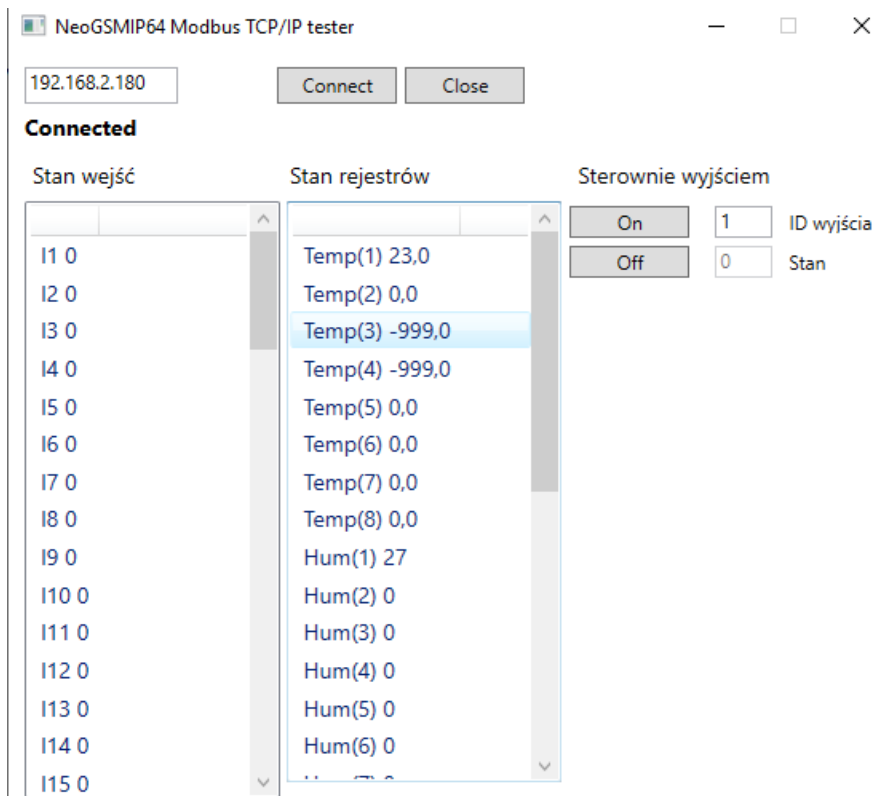 NeoGSMIP64 Modbus TCP/IP tester
192.168.2.180
Connect
Close
Connected
Stan wejść
I1 0
I2 0
I3 0
I4 0
I5 0
I6 0
I7 0
I8 0
I9 0
I10 0
I11 0
I12 0
I13 0
I14 0
I15 0
Stan rejestrów
Temp(1) 23,0
Temp(2) 0,0
Temp(3) -999,0
Temp(4) -999,0
Temp(5) 0,0
Temp(6) 0,0
Temp(7) 0,0
Temp(8) 0,0
Hum(1) 27
Hum(2) 0
Hum(3) 0
Hum(4) 0
Hum(5) 0
Hum(6) 0
Sterownie wyjściem
On 1 ID wyjścia
Off 0 Stan